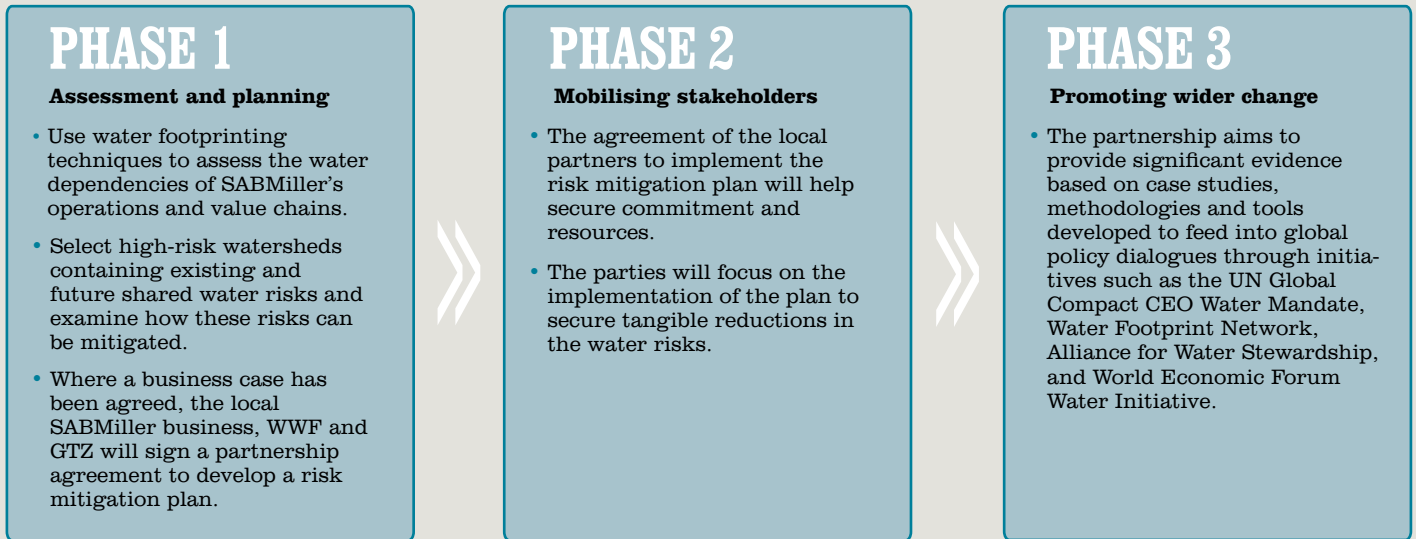 PHASE 1
Assessment and planning
• Use water footprinting
techniques to assess the water
dependencies of SABMiller’s
operations and value chains.
• Select high-risk watersheds
containing existing and
future shared water risks and
examine how these risks can
be mitigated.
• Where a business case has
been agreed, the local
SABMiller business, WWF and
GTZ will sign a partnership
agreement to develop a risk
mitigation plan.
PHASE 2
Mobilising stakeholders
• The agreement of the local
partners to implement the
risk mitigation plan will help
secure commitment and
resources.
• The parties will focus on the
implementation of the plan to
secure tangible reductions in
the water risks.
PHASE 3
Promoting wider change
• The partnership aims to
provide significant evidence
based on case studies,
methodologies and tools
developed to feed into global
policy dialogues through initia-
tives such as the UN Global
Compact CEO Water Mandate,
Water Footprint Network,
Alliance for Water Stewardship,
and World Economic Forum
Water Initiative.